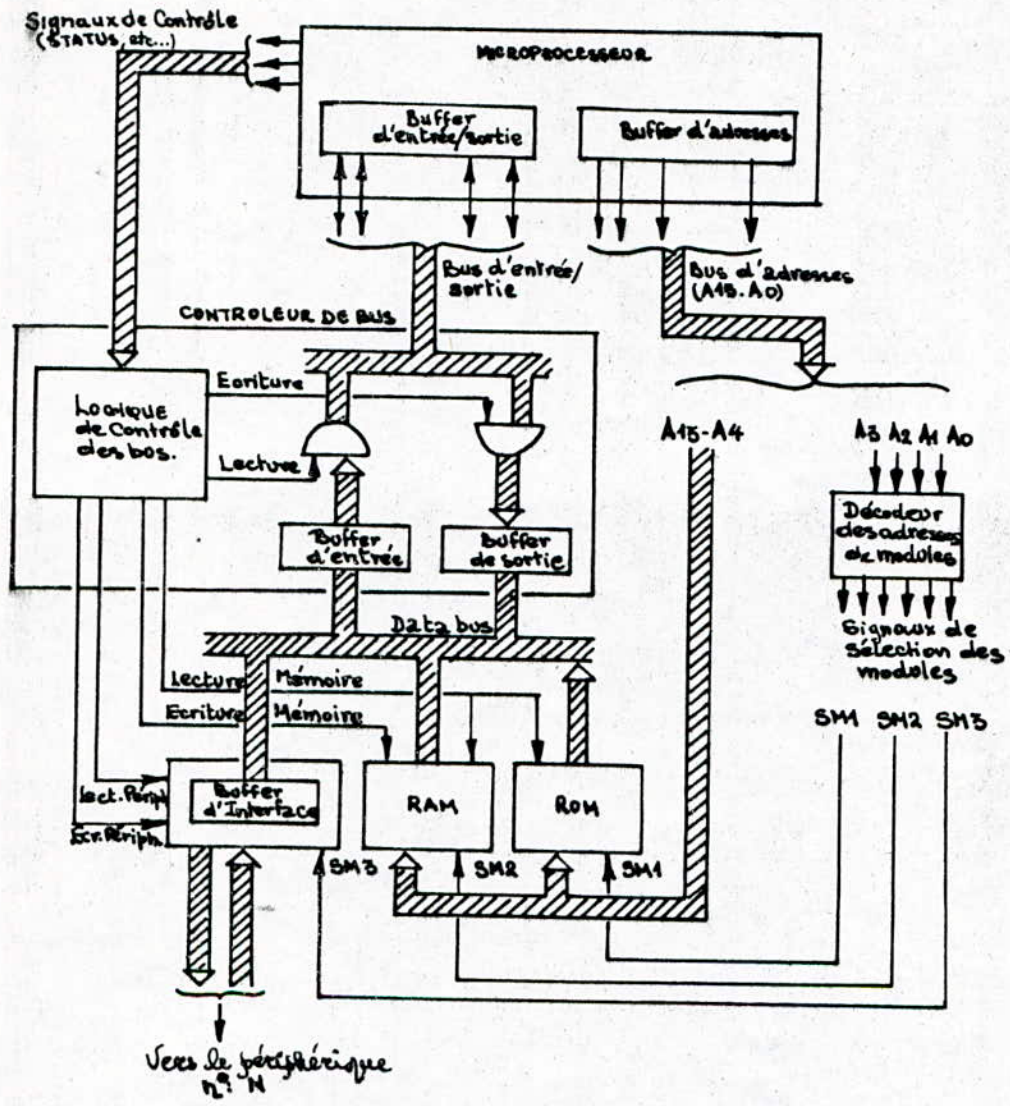 Signaux de Contrôle
(STATUS, etc...)
MICROPROCESSEUR
Buffer
d'entrée/sortie
Buffer d'adresses
Bus d'entrée/
sortie
Bus d'adresses
(A15-A0)
CONTROLEUR DE BUS
LOGIQUE
de Contrôle
des bus.
Ecriture
Lecture
A15-A4
A3 A2 A1 A0
Buffer
d'entrée
Buffer
de sortie
Décodeur
des adresses
de modules
Data bus
Signaux de
sélection des
modules
Lecture Mémoire
Ecriture Mémoire
SM1 SM2 SM3
Lect. Périph.
Ecr. Périph.
Buffer
d'Interface
RAM
ROM
SM3
SM2
SM1
Vers le périphérique
n° N